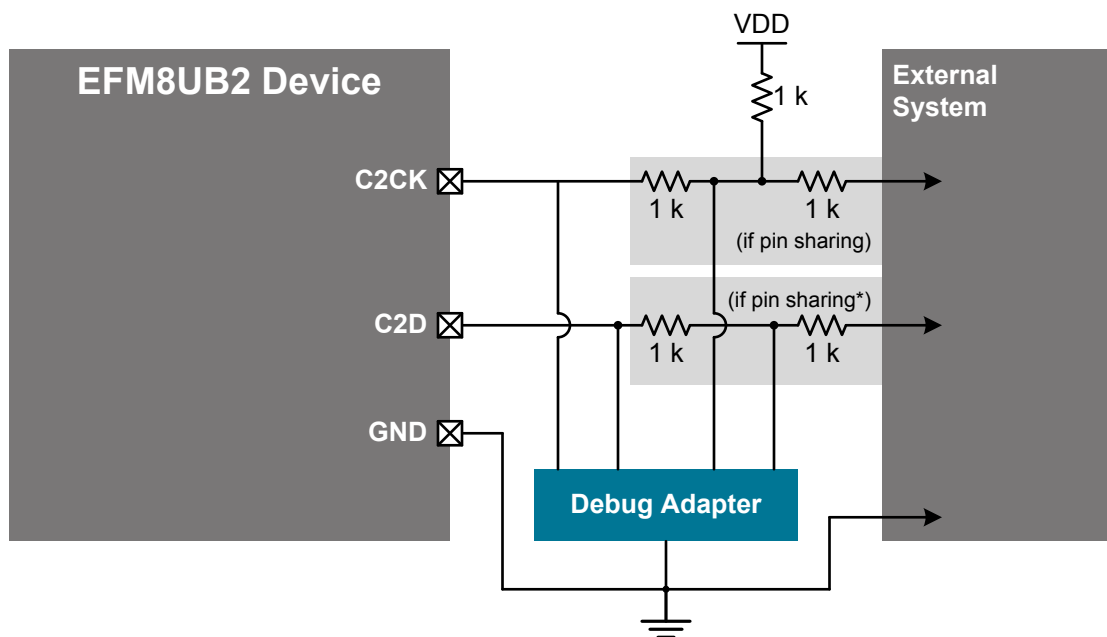 VDD
EFM8UB2 Device
External
System
1 k
C2CK
1 k
1 k
(if pin sharing)
(if pin sharing*)
C2D
1 k
1 k
GND
Debug Adapter